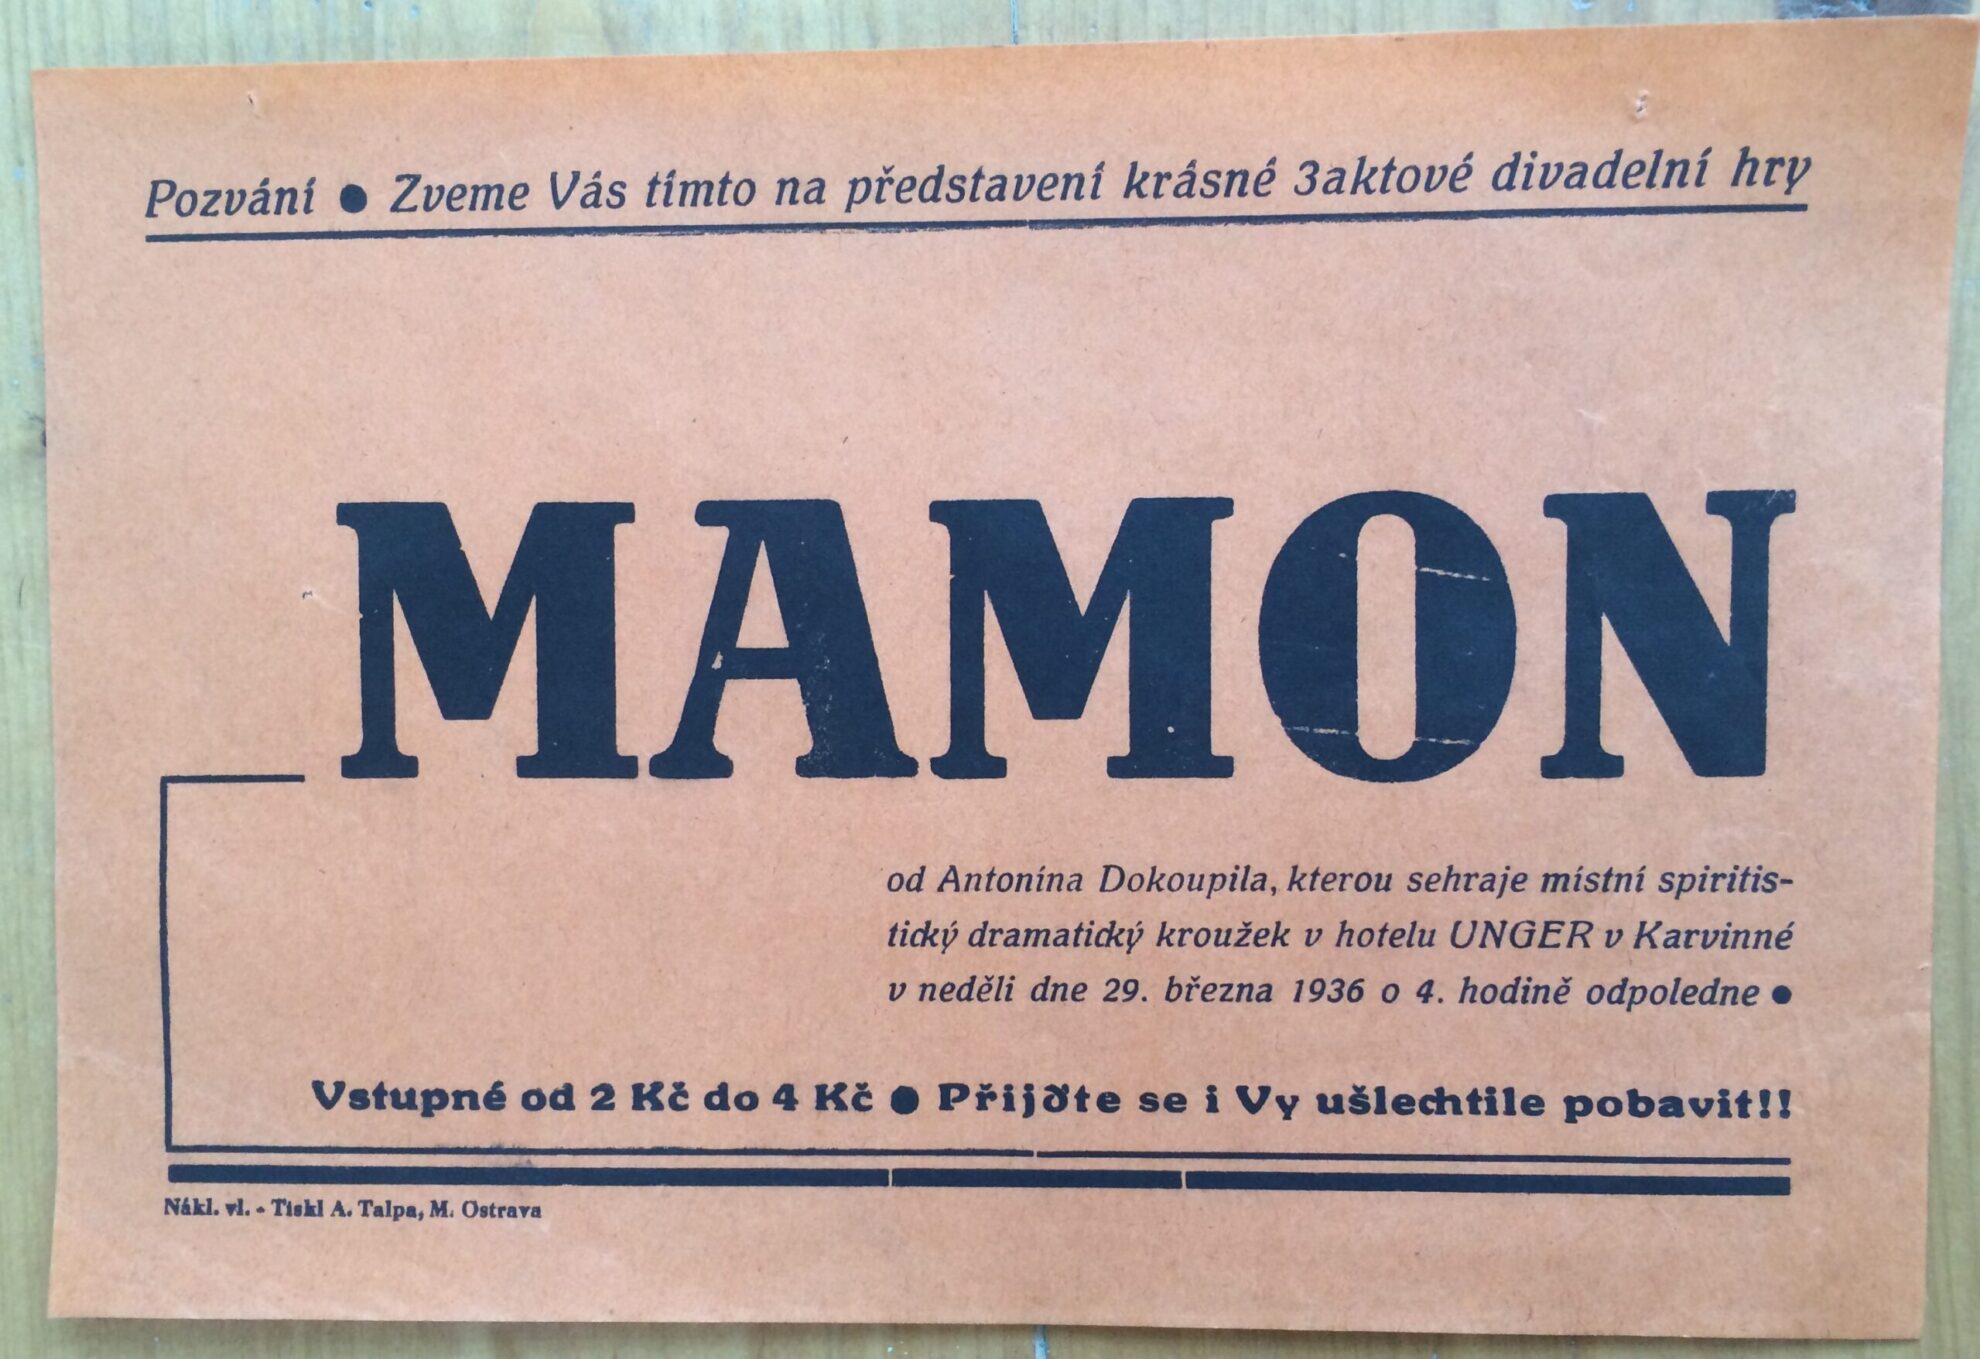 Pozvání ● Zveme Vás tímto na představení krásné 3aktové divadelní hry
MAMON
od Antonína Dokoupila, kterou sehraje místní spiritis-
tický dramatický kroužek v hotelu UNGER v Karvinné
v neděli dne 29. března 1936 o 4. hodině odpoledne ●
Vstupné od 2 Kč do 4 Kč ● Přijďte se i Vy ušlechtile pobavit!!
Nákl. vl. - Tiskl A. Talpa, M. Ostrava